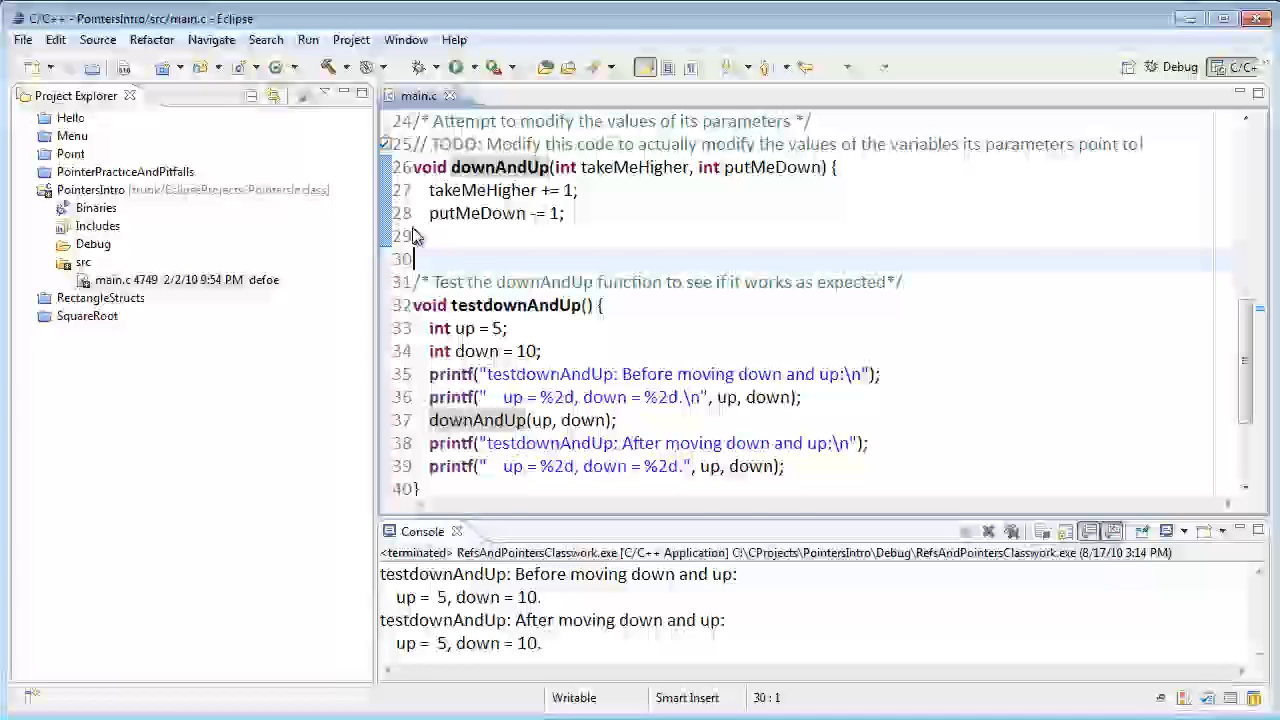 C/C++ - PointersIntro/src/main.c - Eclipse
File Edit Source Refactor Navigate Search Run Project Window Help
Debug C/C++
Project Explorer
Hello
Menu
Point
PointerPracticeAndPitfalls
PointersIntro [trunk/EclipseProjects/PointersInClass]
Binaries
Includes
Debug
src
main.c 4749 2/2/10 9:54 PM defoe
RectangleStructs
SquareRoot
main.c
24 /* Attempt to modify the values of its parameters */
25 // TODO: Modify this code to actually modify the values of the variables its parameters point to!
26 void downAndUp(int takeMeHigher, int putMeDown) {
27 takeMeHigher += 1;
28 putMeDown -= 1;
29
30
31 /* Test the downAndUp function to see if it works as expected*/
32 void testdownAndUp() {
33 int up = 5;
34 int down = 10;
35 printf("testdownAndUp: Before moving down and up:\n");
36 printf("   up = %2d, down = %2d.\n", up, down);
37 downAndUp(up, down);
38 printf("testdownAndUp: After moving down and up:\n");
39 printf("   up = %2d, down = %2d.", up, down);
40 }
Console
<terminated> RefsAndPointersClasswork.exe [C/C++ Application] C:\CProjects\PointersIntro\Debug\RefsAndPointersClasswork.exe (8/17/10 3:14 PM)
testdownAndUp: Before moving down and up:
up =  5, down = 10.
testdownAndUp: After moving down and up:
up =  5, down = 10.
Writable Smart Insert 30 : 1